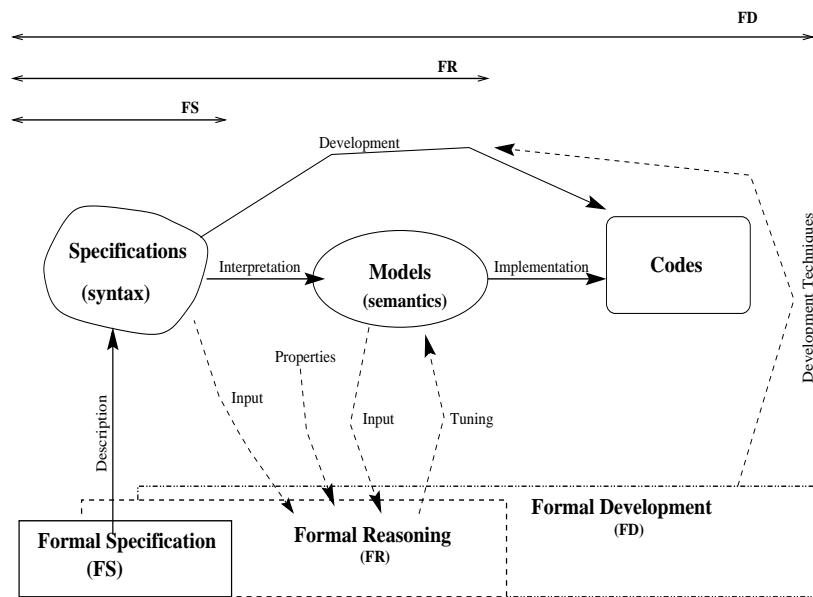 FD
FR
FS
Development
Specifications
(syntax)
Interpretation
Models
(semantics)
Implementation
Codes
Development Techniques
Properties
Input
Input
Tuning
Description
Formal Specification
(FS)
Formal Reasoning
(FR)
Formal Development
(FD)